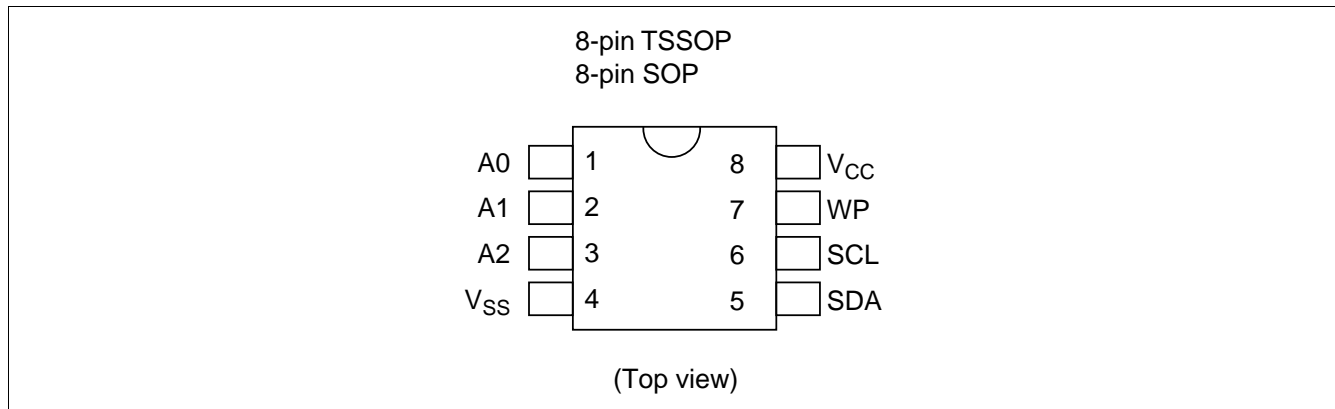 8-pin TSSOP
8-pin SOP
A0 1 8 VCC
A1 2 7 WP
A2 3 6 SCL
VSS 4 5 SDA
(Top view)